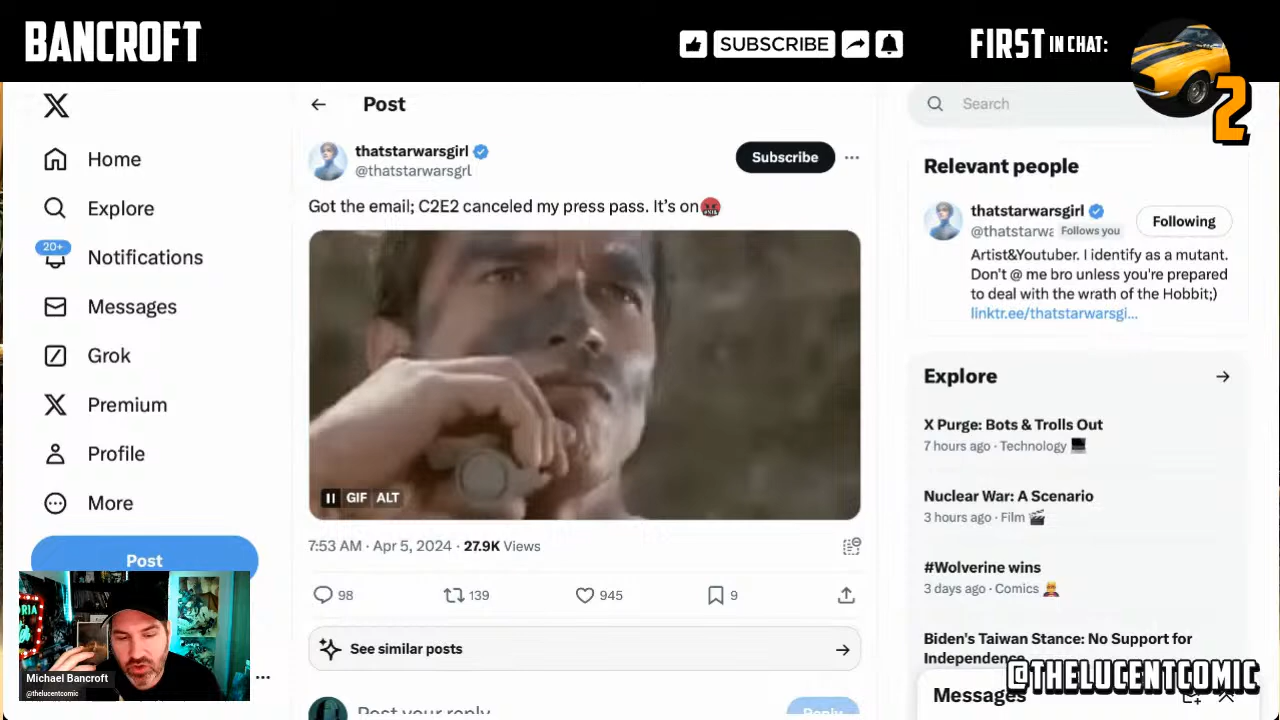 BANCROFT
SUBSCRIBE
FIRST IN CHAT:
2
Home
Explore
20+
Notifications
Messages
Grok
Premium
Profile
More
Post
Michael Bancroft
@thelucentcomic
Post
thatstarwarsgirl
@thatstarwarsgrl
Subscribe
Got the email; C2E2 canceled my press pass. It's on🤬
GIF ALT
7:53 AM · Apr 5, 2024 · 27.9K Views
98
139
945
9
See similar posts
Post your reply
Reply
Search
Relevant people
thatstarwarsgirl
@thatstarwa Follows you
Following
Artist&Youtuber. I identify as a mutant.
Don't @ me bro unless you're prepared
to deal with the wrath of the Hobbit;)
linktr.ee/thatstarwarsgi...
Explore
X Purge: Bots & Trolls Out
7 hours ago · Technology 💻
Nuclear War: A Scenario
3 hours ago · Film 🎬
#Wolverine wins
3 days ago · Comics 🦸
Biden's Taiwan Stance: No Support for
Independence
Messages
@THELUCENTCOMIC